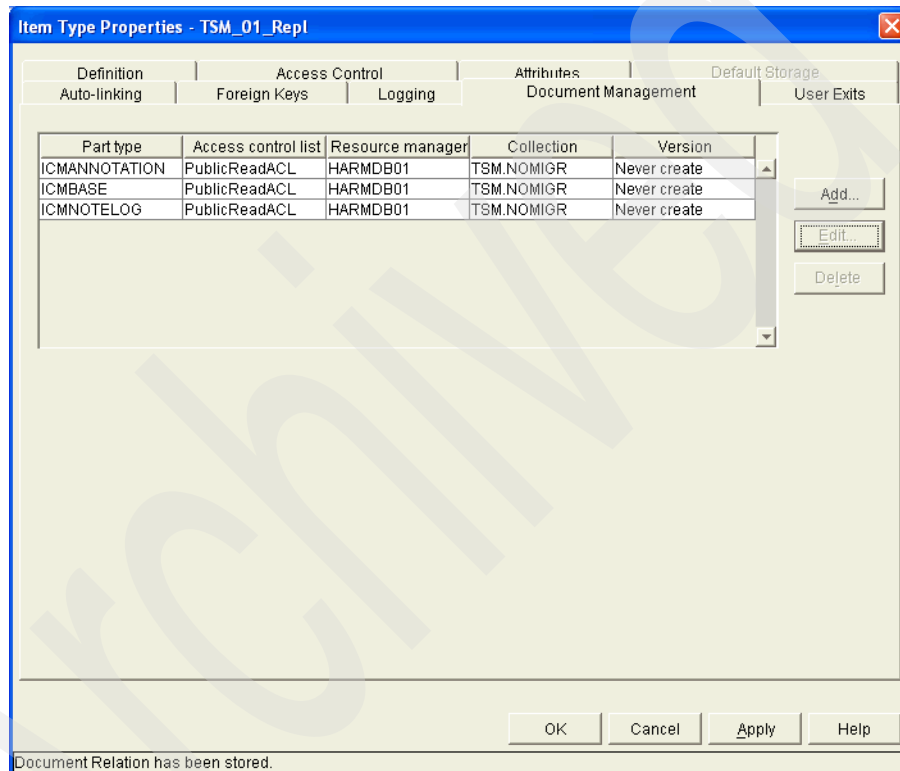 Item Type Properties - TSM_01_Repl
Definition Access Control Attributes Default Storage
Auto-linking Foreign Keys Logging Document Management User Exits
Part type Access control list Resource manager Collection Version
ICMANNOTATION PublicReadACL HARMDB01 TSM.NOMIGR Never create
ICMBASE PublicReadACL HARMDB01 TSM.NOMIGR Never create
ICMNOTELOG PublicReadACL HARMDB01 TSM.NOMIGR Never create
Add...
Edit...
Delete
OK Cancel Apply Help
Document Relation has been stored.